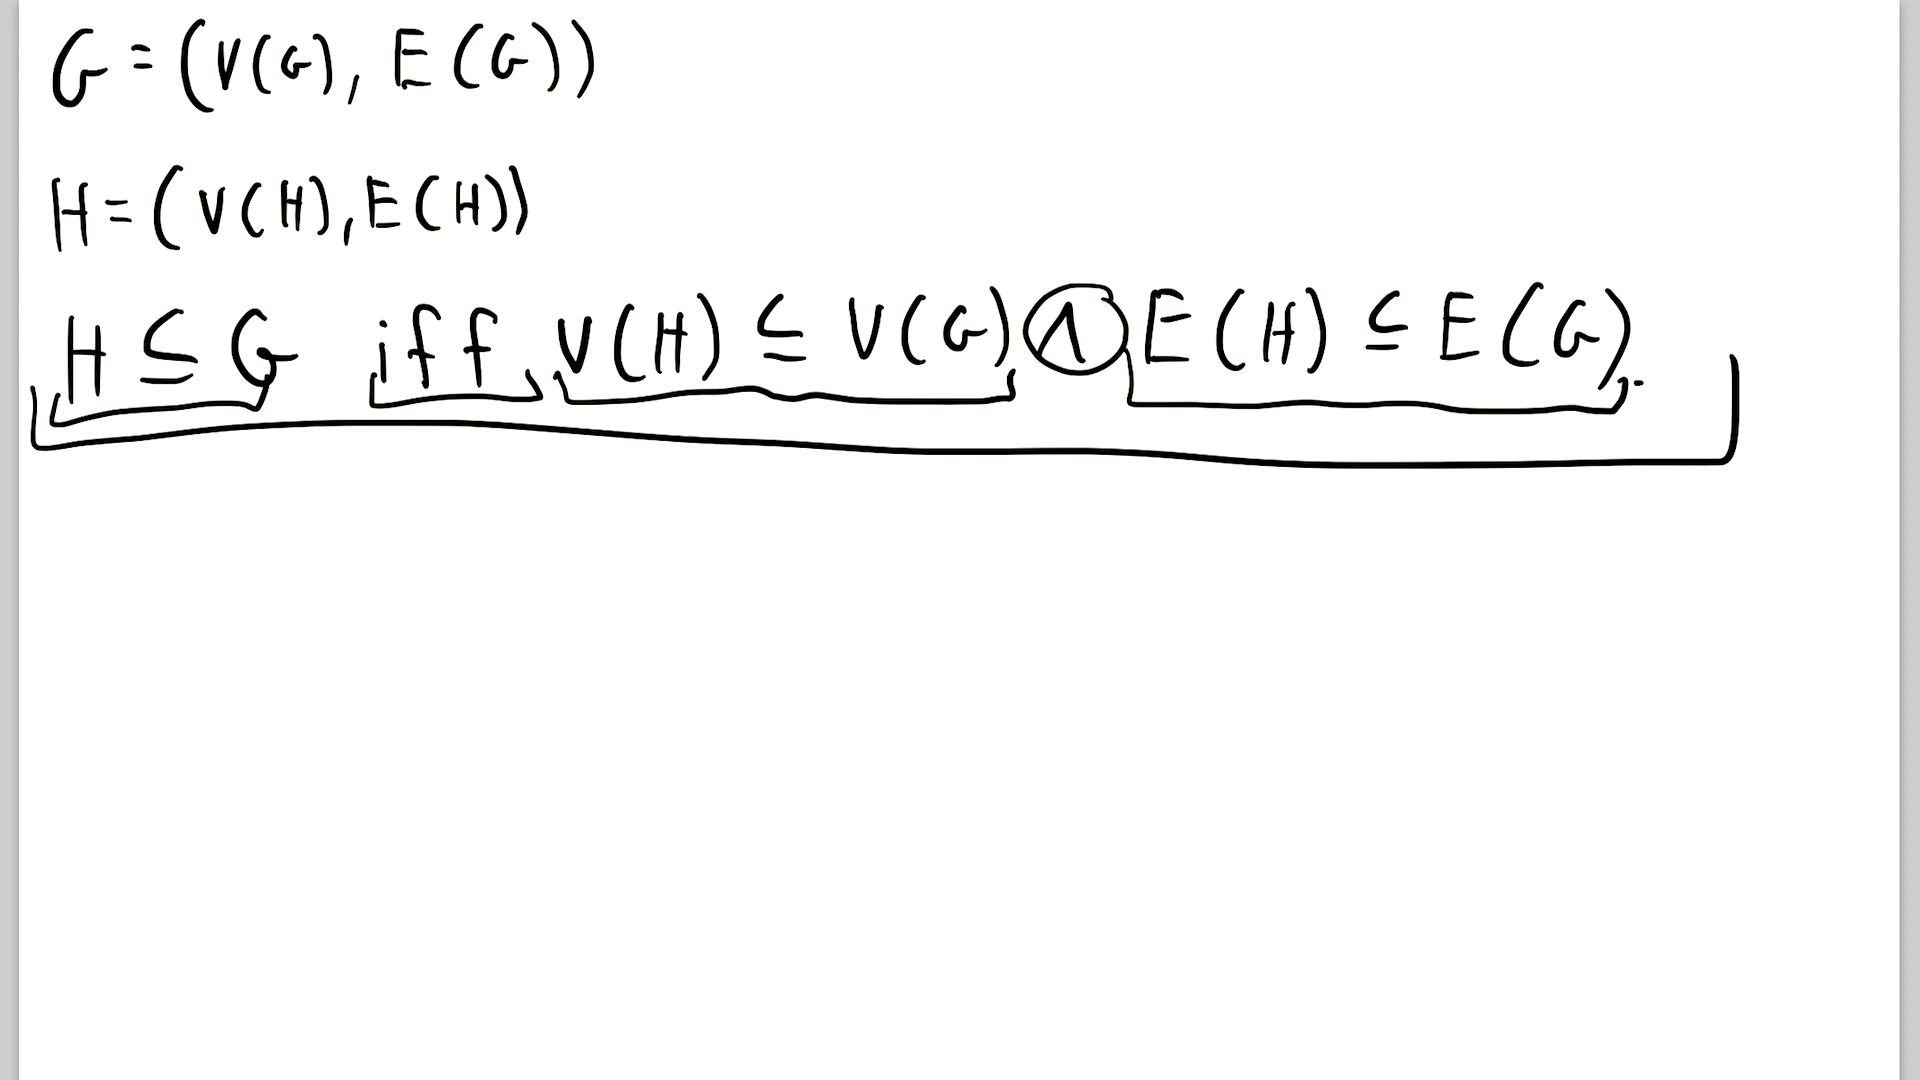 G = (V(G), E(G))
H = (V(H), E(H))
H ⊆ G iff V(H) ⊆ V(G) ∧ E(H) ⊆ E(G).